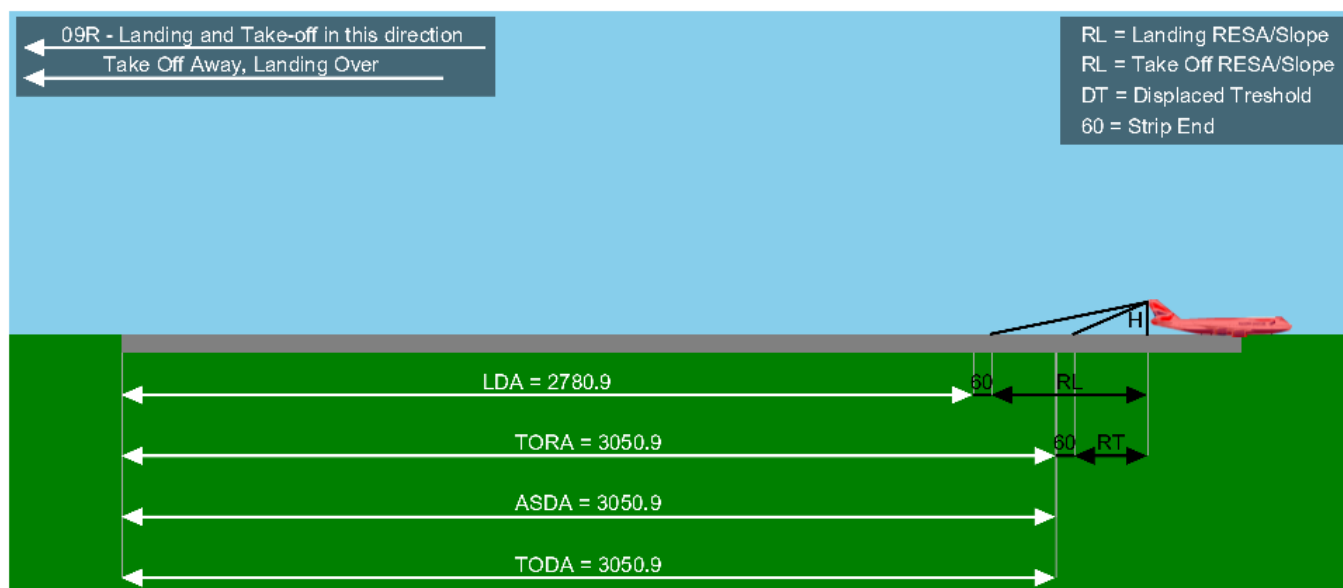 09R - Landing and Take-off in this direction
Take Off Away, Landing Over
RL = Landing RESA/Slope
RL = Take Off RESA/Slope
DT = Displaced Treshold
60 = Strip End
H
LDA = 2780.9
60
RL
TORA = 3050.9
60
RT
ASDA = 3050.9
TODA = 3050.9